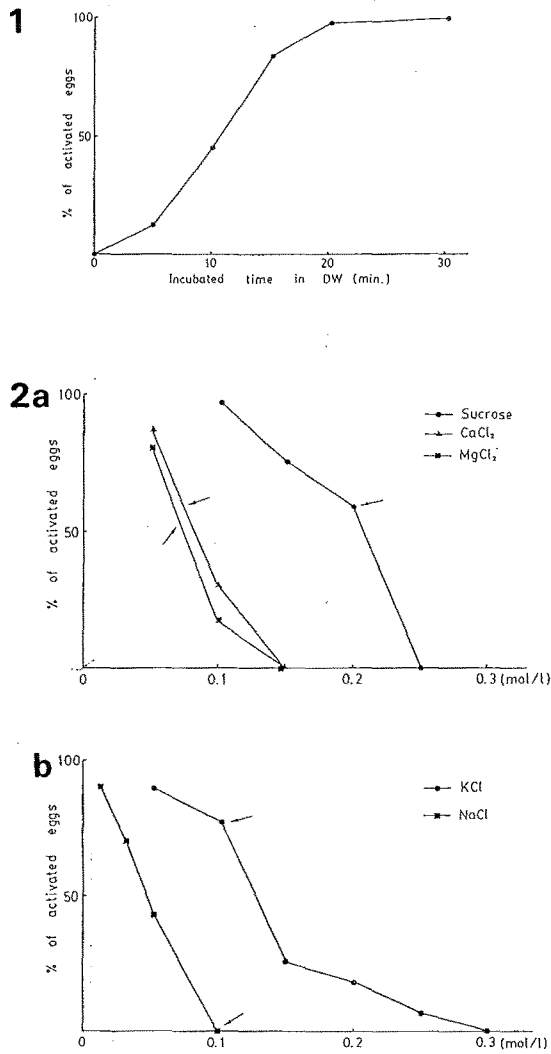 1
100
50
% of activated eggs
0 10 20 30
Incubated time in DW (min.)
2a
100
50
% of activated eggs
Sucrose
CaCl₂
MgCl₂
0 0.1 0.2 0.3 (mol/l)
b
100
50
% of activated eggs
KCl
NaCl
0 0.1 0.2 0.3 (mol/l)